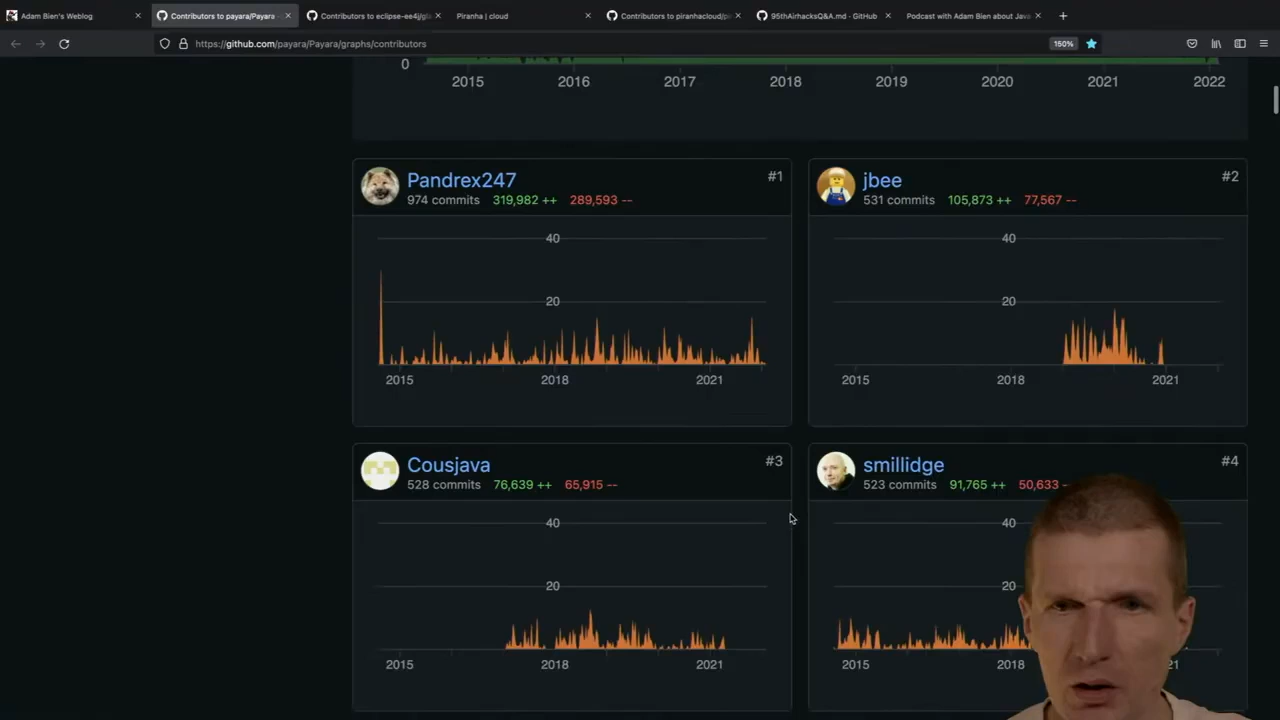 Adam Bien's Weblog
Contributors to payara/Payara
Contributors to eclipse-ee4j/gla
Piranha | cloud
Contributors to piranhacloud/pi
95thAirhacksQ&A.md · GitHub
Podcast with Adam Bien about Java
https://github.com/payara/Payara/graphs/contributors
150%
0
2015 2016 2017 2018 2019 2020 2021 2022
Pandrex247 #1
974 commits 319,982 ++ 289,593 --
40
20
2015 2018 2021
jbee #2
531 commits 105,873 ++ 77,567 --
40
20
2015 2018 2021
Cousjava #3
528 commits 76,639 ++ 65,915 --
40
20
2015 2018 2021
smillidge #4
523 commits 91,765 ++ 50,633 --
40
20
2015 2018 21